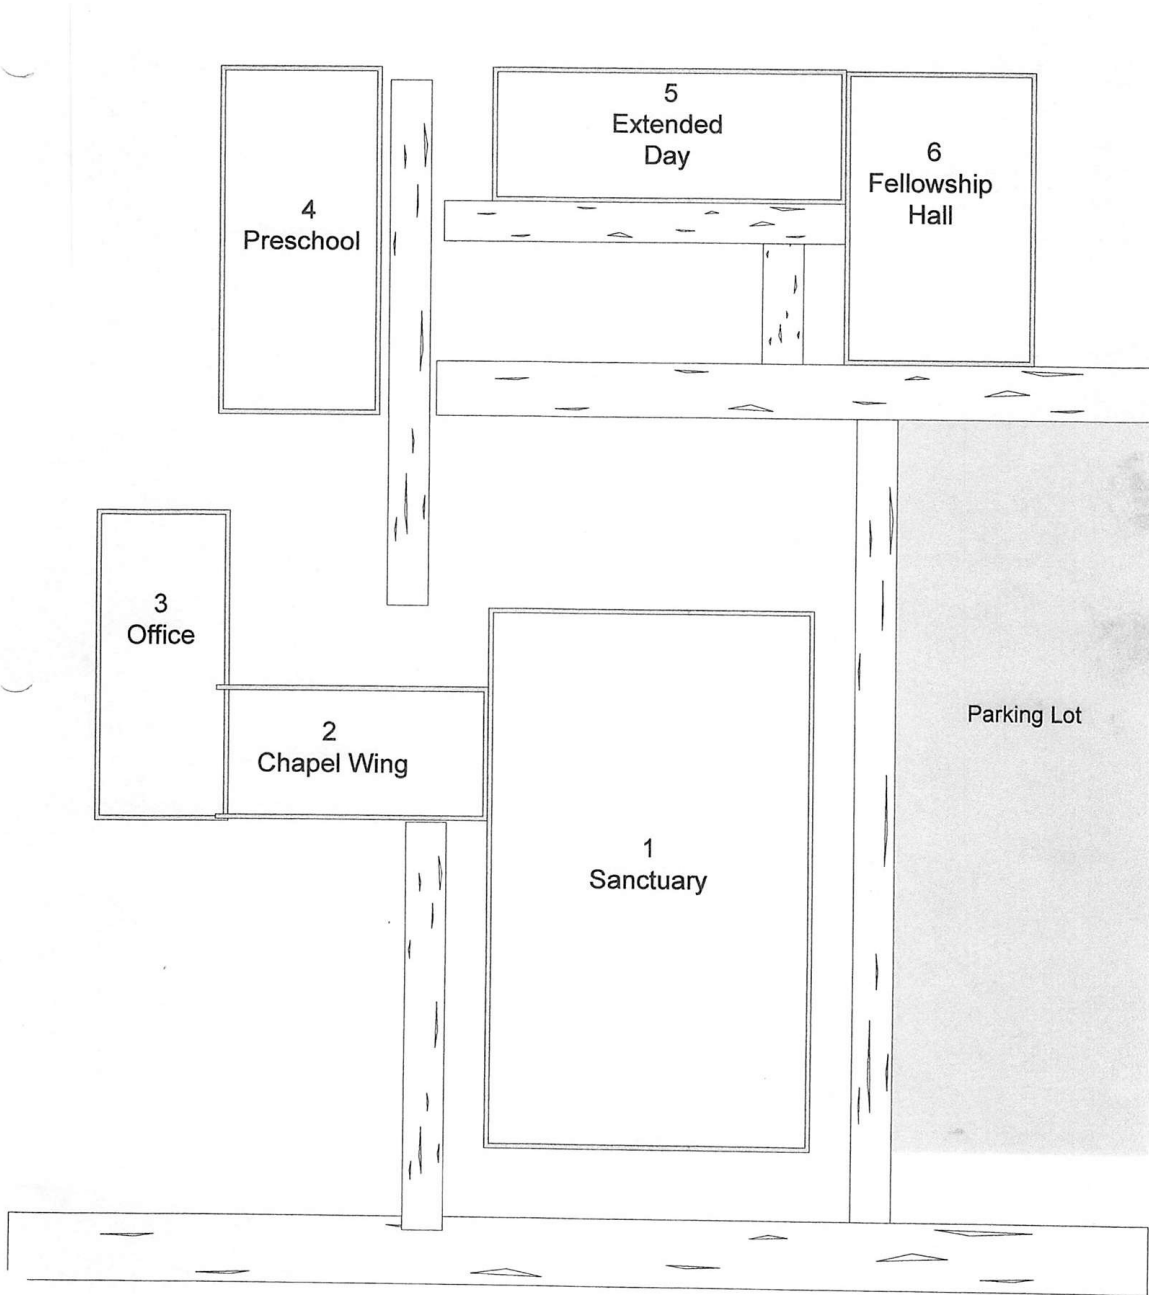 5
Extended
Day
6
Fellowship
Hall
4
Preschool
3
Office
2
Chapel Wing
Parking Lot
1
Sanctuary